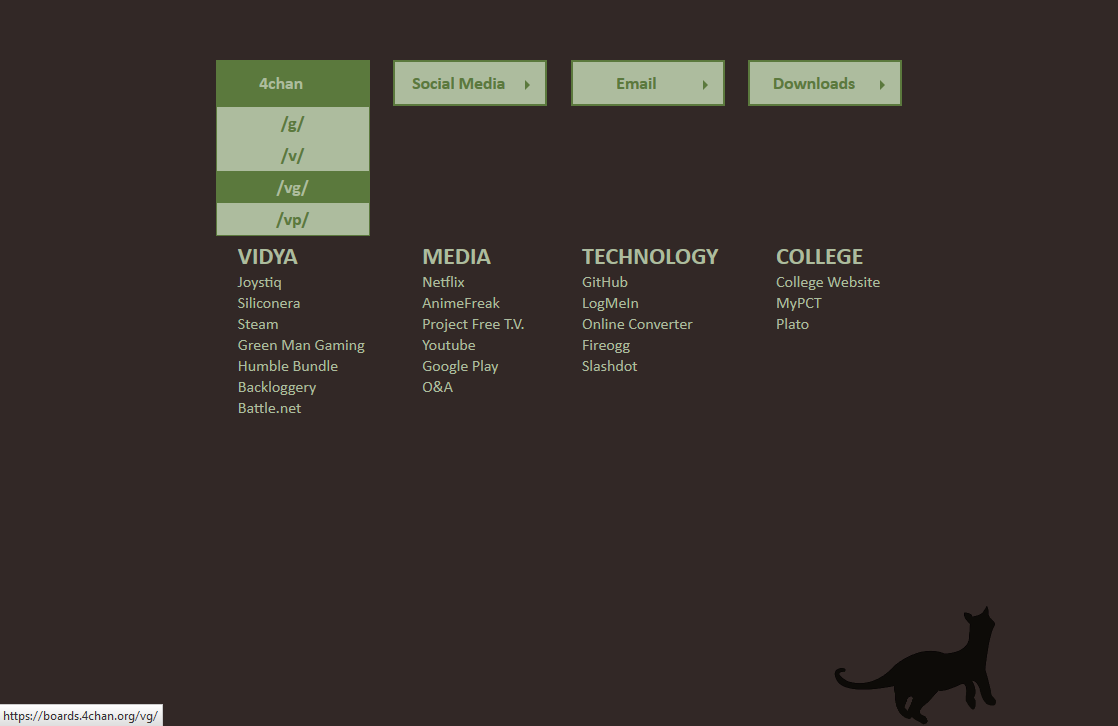 4chan
Social Media
Email
Downloads
/g/
/v/
/vg/
/vp/
VIDYA
Joystiq
Siliconera
Steam
Green Man Gaming
Humble Bundle
Backloggery
Battle.net
MEDIA
Netflix
AnimeFreak
Project Free T.V.
Youtube
Google Play
O&A
TECHNOLOGY
GitHub
LogMeIn
Online Converter
Fireogg
Slashdot
COLLEGE
College Website
MyPCT
Plato
https://boards.4chan.org/vg/